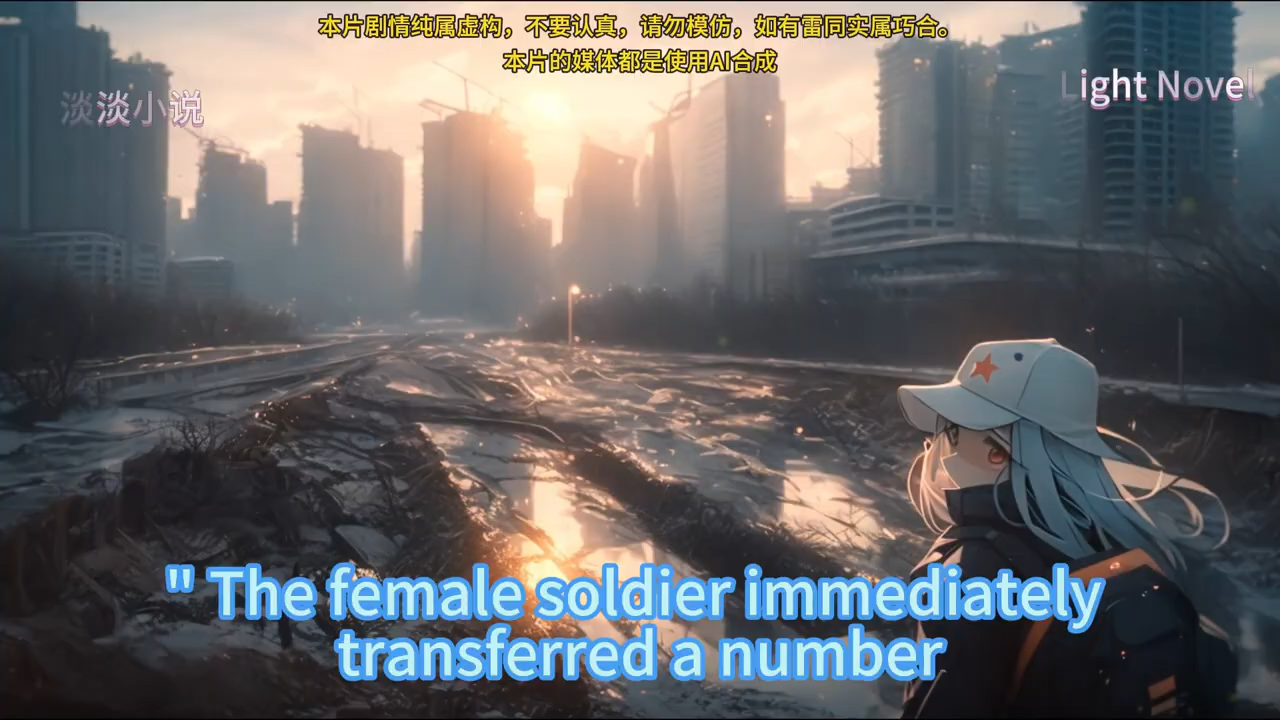 本片剧情纯属虚构，不要认真，请勿模仿，如有雷同实属巧合。
本片的媒体都是使用AI合成
淡淡小说
Light Novel
" The female soldier immediately
transferred a number